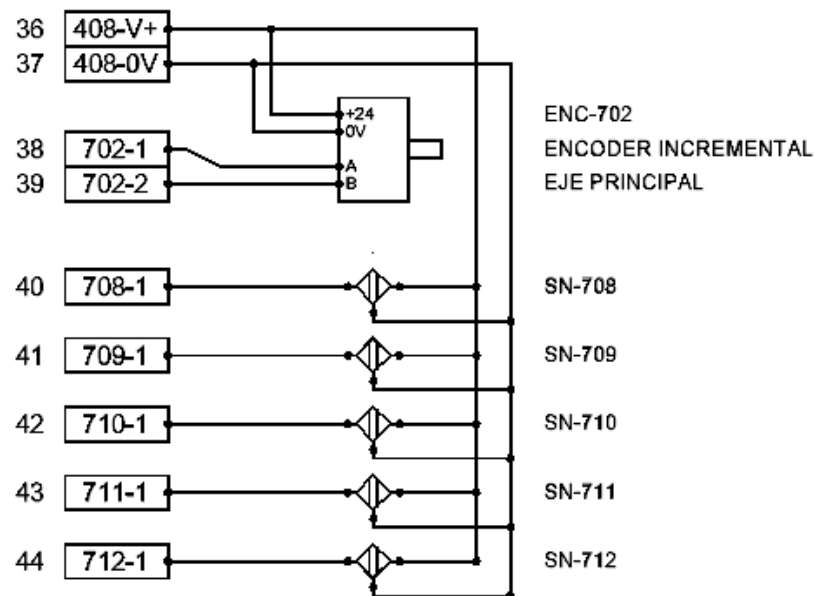 36 408-V+
37 408-0V
+24
0V
ENC-702
38 702-1
A
ENCODER INCREMENTAL
39 702-2
B
EJE PRINCIPAL
40 708-1 SN-708
41 709-1 SN-709
42 710-1 SN-710
43 711-1 SN-711
44 712-1 SN-712